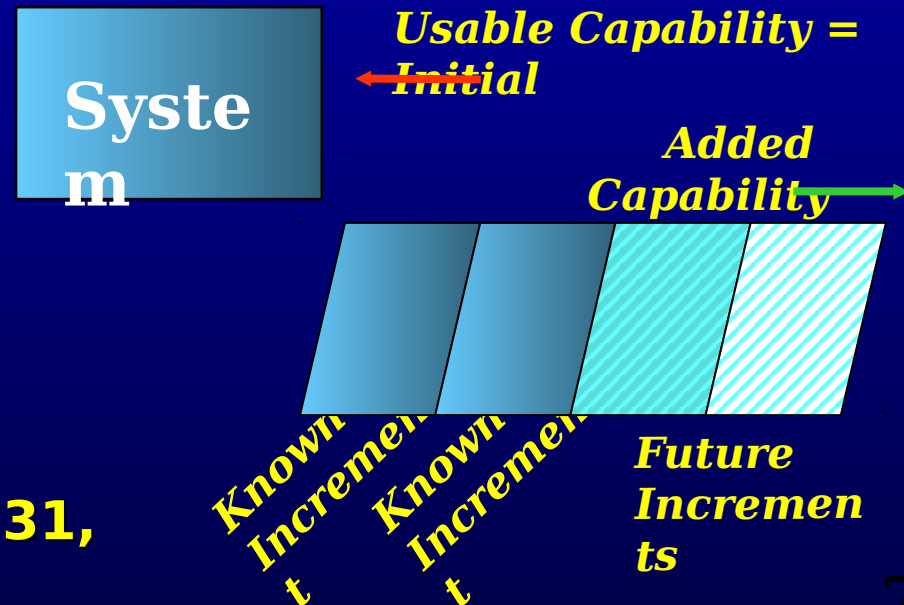 Usable Capability =
Initial
Syste
m
Added
Capability
Known
Incremen
t
Known
Incremen
t
Future
Incremen
ts
31,